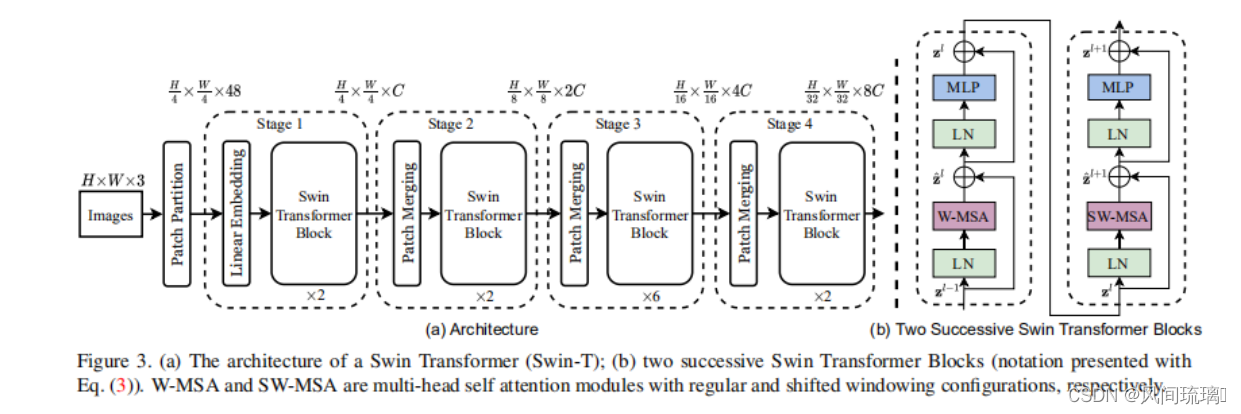 H/4 × W/4 × 48
H/4 × W/4 × C
H/8 × W/8 × 2C
H/16 × W/16 × 4C
H/32 × W/32 × 8C
Stage 1
Stage 2
Stage 3
Stage 4
H×W×3
Images
Patch Partition
Linear Embedding
Swin
Transformer
Block
×2
Patch Merging
Swin
Transformer
Block
×2
Patch Merging
Swin
Transformer
Block
×6
Patch Merging
Swin
Transformer
Block
×2
(a) Architecture
z^l
MLP
LN
ẑ^l
W-MSA
LN
z^{l-1}
z^{l+1}
MLP
LN
ẑ^{l+1}
SW-MSA
LN
z^l
(b) Two Successive Swin Transformer Blocks
Figure 3. (a) The architecture of a Swin Transformer (Swin-T); (b) two successive Swin Transformer Blocks (notation presented with
Eq. (3)). W-MSA and SW-MSA are multi-head self attention modules with regular and shifted windowing configurations, respectively.
CSDN @风间琉璃